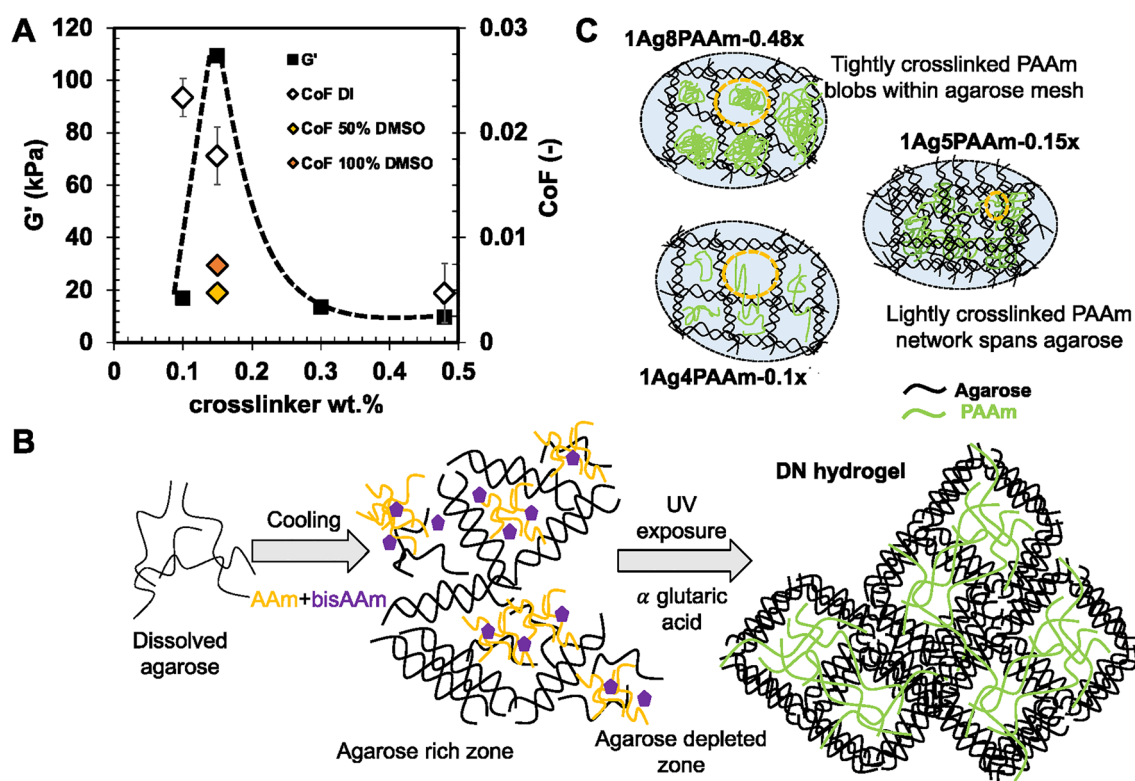 A
G' (kPa)
120
100
80
60
40
20
0
G'
CoF DI
CoF 50% DMSO
CoF 100% DMSO
0.03
0.02
0.01
0.00
CoF (-)
0
0.1
0.2
0.3
0.4
0.5
crosslinker wt.%
C
1Ag8PAAm-0.48x
Tightly crosslinked PAAm
blobs within agarose mesh
1Ag5PAAm-0.15x
1Ag4PAAm-0.1x
Lightly crosslinked PAAm
network spans agarose
Agarose
PAAm
B
Dissolved
agarose
Cooling
AAm+bisAAm
Agarose rich zone
Agarose depleted
zone
UV
exposure
α glutaric
acid
DN hydrogel